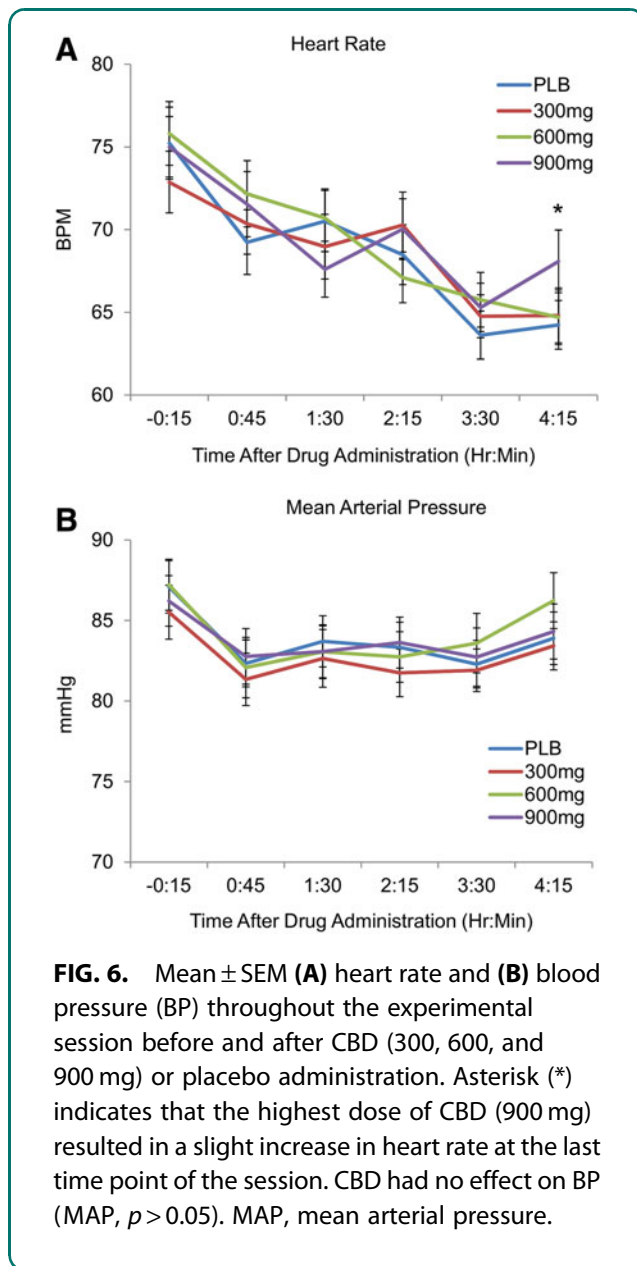 A
Heart Rate
80
75
70
65
60
BPM
PLB
300mg
600mg
900mg
*
-0:15 0:45 1:30 2:15 3:30 4:15
Time After Drug Administration (Hr:Min)
B
Mean Arterial Pressure
90
85
80
75
70
mmHg
PLB
300mg
600mg
900mg
-0:15 0:45 1:30 2:15 3:30 4:15
Time After Drug Administration (Hr:Min)
FIG. 6. Mean ± SEM (A) heart rate and (B) blood
pressure (BP) throughout the experimental
session before and after CBD (300, 600, and
900 mg) or placebo administration. Asterisk (*)
indicates that the highest dose of CBD (900 mg)
resulted in a slight increase in heart rate at the last
time point of the session. CBD had no effect on BP
(MAP, p > 0.05). MAP, mean arterial pressure.